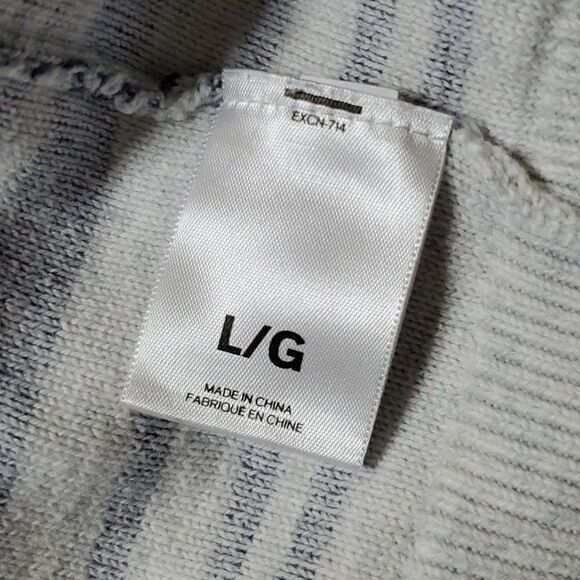 EXCN-714
L/G
MADE IN CHINA
FABRIQUÉ EN CHINE